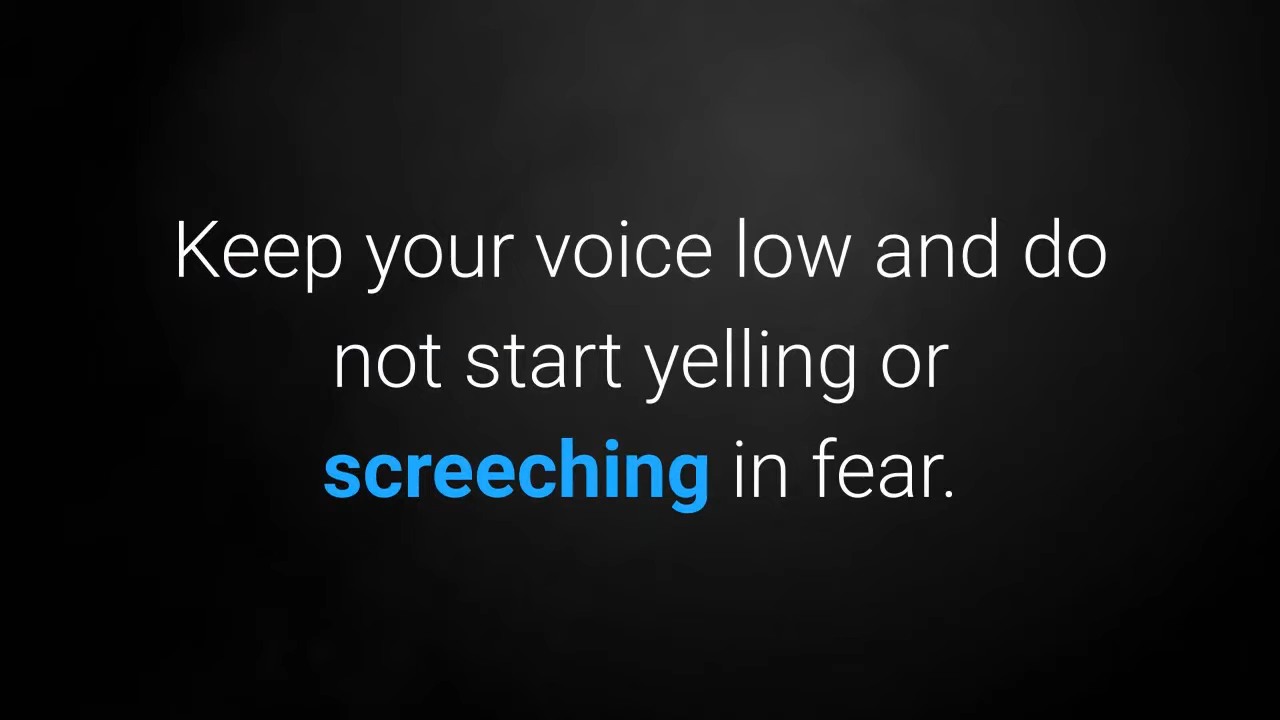 Keep your voice low and do
not start yelling or
screeching in fear.